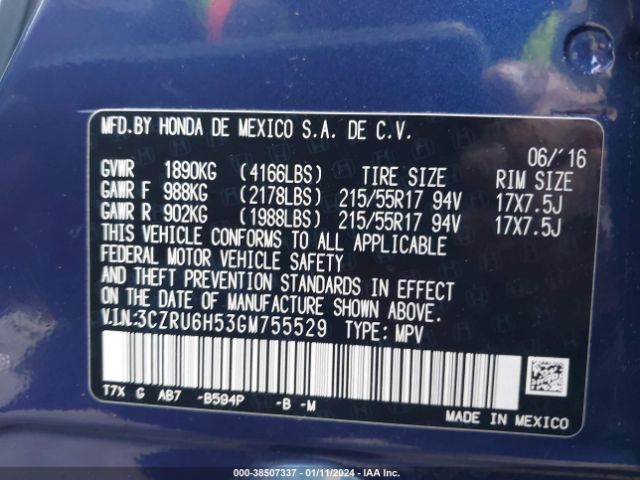 MFD.BY HONDA DE MEXICO S.A. DE C.V.
06/'16
GVWR 1890KG (4166LBS) TIRE SIZE RIM SIZE
GAWR F 988KG (2178LBS) 215/55R17 94V 17X7.5J
GAWR R 902KG (1988LBS) 215/55R17 94V 17X7.5J
THIS VEHICLE CONFORMS TO ALL APPLICABLE
FEDERAL MOTOR VEHICLE SAFETY
AND THEFT PREVENTION STANDARDS IN EFFECT
ON THE DATE OF MANUFACTURE SHOWN ABOVE.
V.I.N.:3CZRU6H53GM755529 TYPE: MPV
T7X G AB7 -B594P -B -M
MADE IN MEXICO
000-38507337 - 01/11/2024 - IAA Inc.